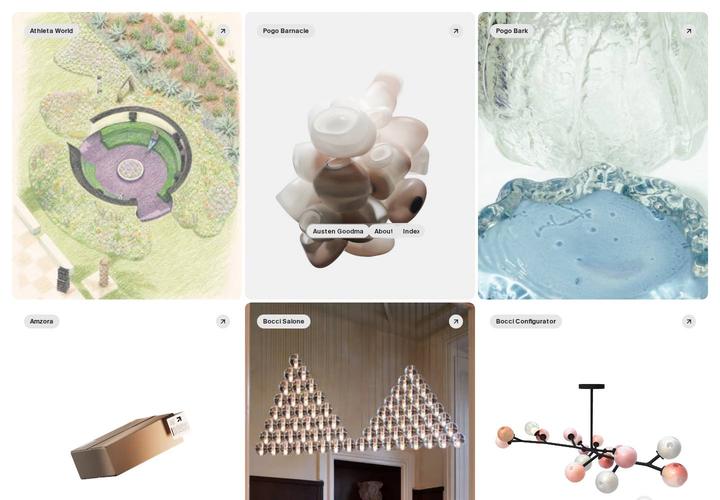 Athleta World
Pogo Barnacle
Pogo Bark
Austen Goodma
About
Index
Amzora
Bocci Salone
Bocci Configurator